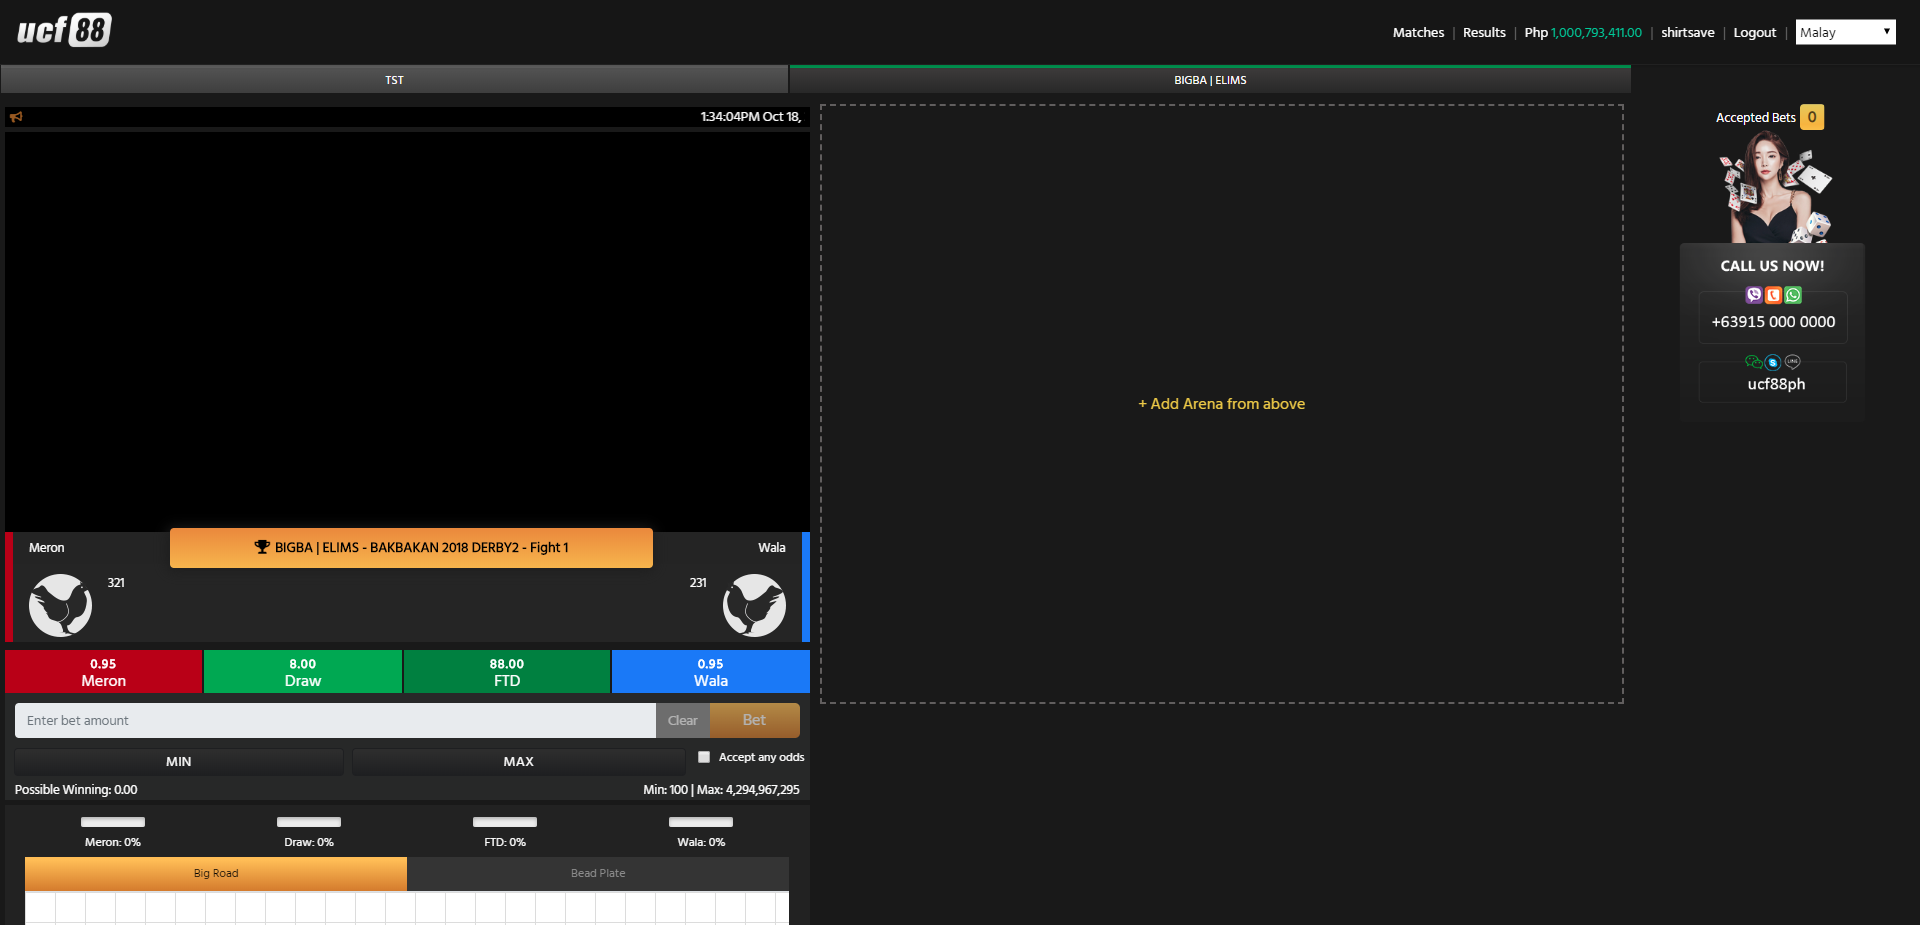 ucf 88
Matches | Results | Php 1,000,793,411.00 | shirtsave | Logout | Malay
TST
BIGBA | ELIMS
1:34:04PM Oct 18,
Accepted Bets 0
CALL US NOW!
+63915 000 0000
LINE
ucf88ph
+ Add Arena from above
Meron
BIGBA | ELIMS - BAKBAKAN 2018 DERBY2 - Fight 1
Wala
321
231
0.95
Meron
8.00
Draw
88.00
FTD
0.95
Wala
Enter bet amount
Clear
Bet
MIN
MAX
Accept any odds
Possible Winning: 0.00
Min: 100 | Max: 4,294,967,295
Meron: 0%
Draw: 0%
FTD: 0%
Wala: 0%
Big Road
Bead Plate